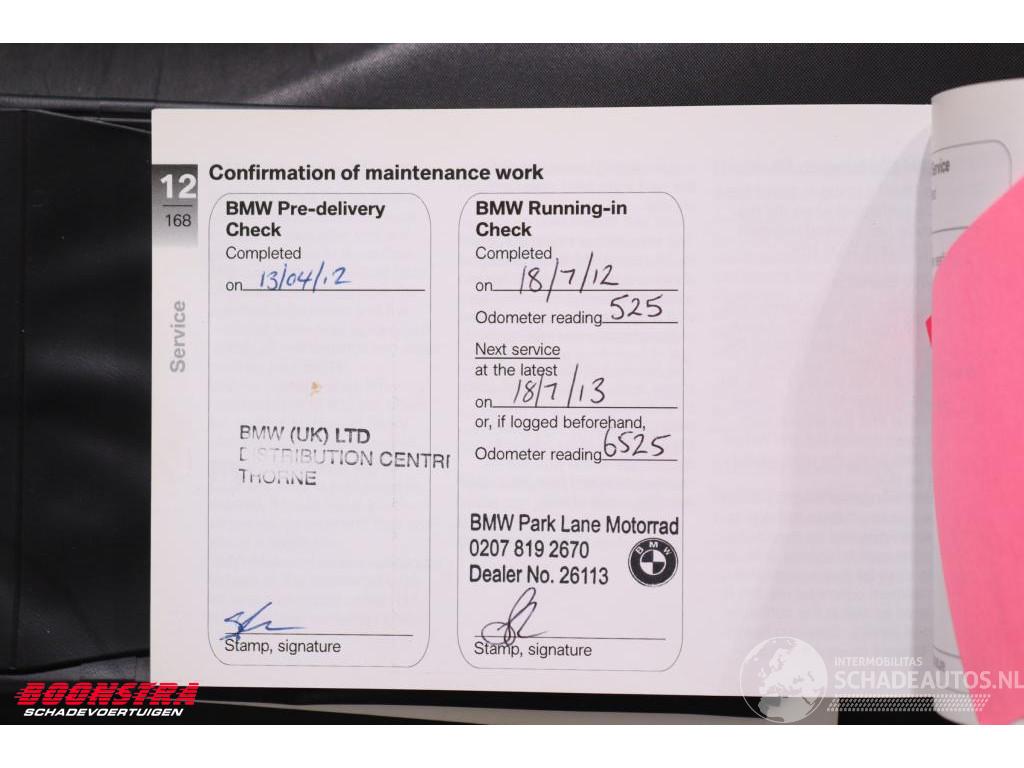 12
168
Service
Confirmation of maintenance work
BMW Pre-delivery
Check
Completed
on 13/04/12
BMW (UK) LTD
DISTRIBUTION CENTRE
THORNE
Stamp, signature
BMW Running-in
Check
Completed
on 18/7/12
Odometer reading 525
Next service
at the latest
on 18/7/13
or, if logged beforehand,
Odometer reading 6525
BMW Park Lane Motorrad
0207 819 2670
Dealer No. 26113
BMW
Stamp, signature
BOONSTRA
SCHADEVOERTUIGEN
INTERMOBILITAS
SCHADEAUTOS.NL